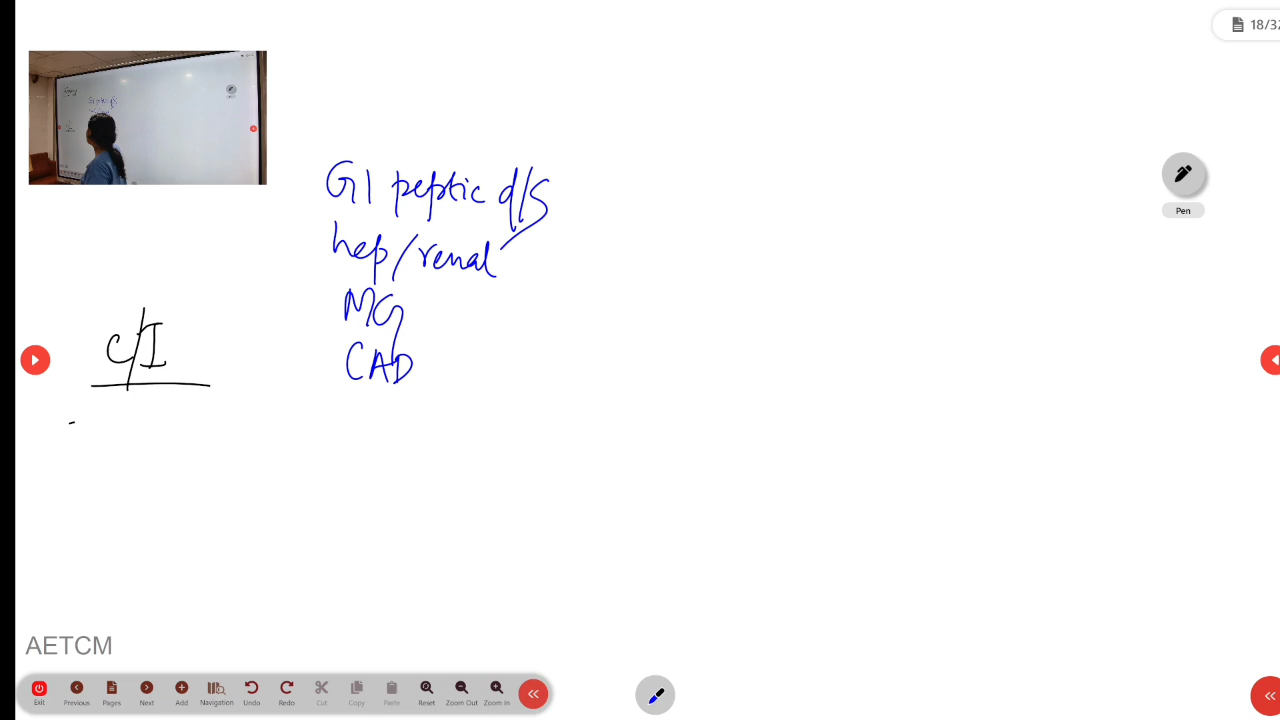 18/32
GI peptic d/s
hep/renal
MG
CAD
Pen
C/I
-
AETCM
Exit
Previous
Pages
Next
Add
Navigation
Undo
Redo
Cut
Copy
Paste
Reset
Zoom Out
Zoom In